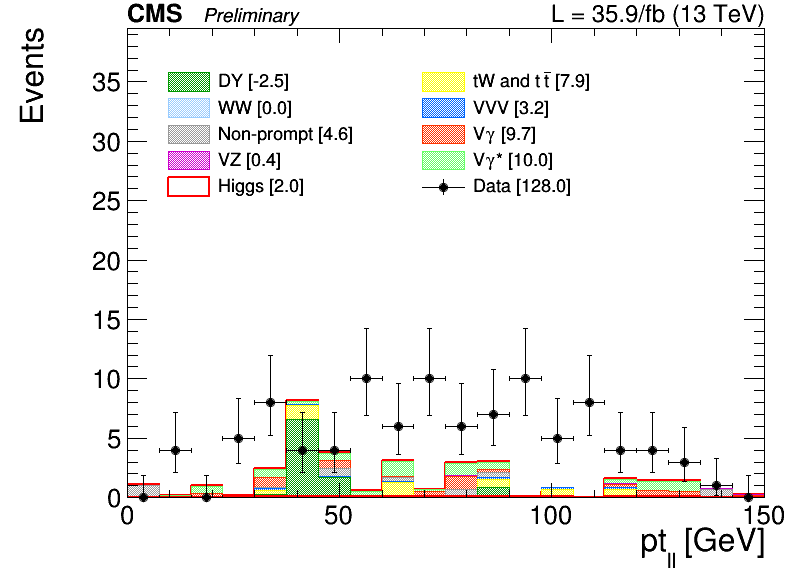 CMS Preliminary L = 35.9/fb (13 TeV)
Events
35
30
25
20
15
10
5
0
DY [-2.5]
WW [0.0]
Non-prompt [4.6]
VZ [0.4]
Higgs [2.0]
tW and tt̄ [7.9]
VVV [3.2]
Vγ [9.7]
Vγ* [10.0]
Data [128.0]
0 50 100 150
pt_ll [GeV]